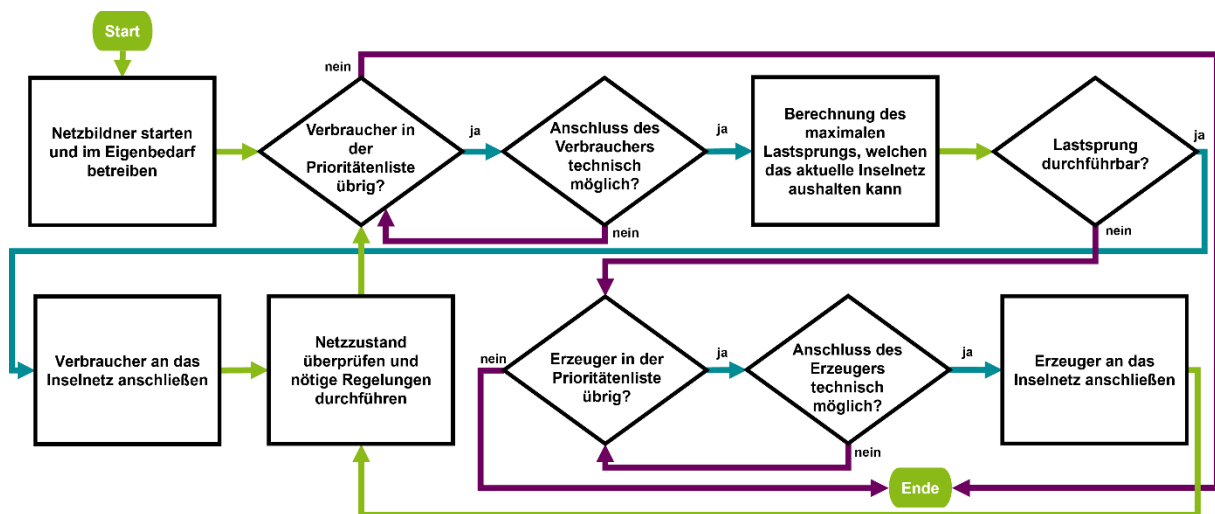 Start
Netzbildner starten
und im Eigenbedarf
betreiben
nein
Verbraucher in
der
Prioritätenliste
übrig?
ja
Anschluss des
Verbrauchers
technisch
möglich?
nein
ja
Berechnung des
maximalen
Lastsprungs, welchen
das aktuelle Inselnetz
aushalten kann
Lastsprung
durchführbar?
ja
nein
Verbraucher an das
Inselnetz anschließen
Netzzustand
überprüfen und
nötige Regelungen
durchführen
nein
Erzeuger in der
Prioritätenliste
übrig?
ja
Anschluss des
Erzeugers
technisch
möglich?
nein
ja
Erzeuger an das
Inselnetz anschließen
Ende